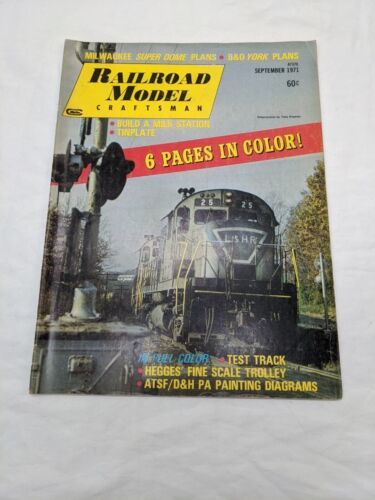 MILWAUKEE SUPER DOME PLANS • B&O YORK PLANS
RAILROAD
MODEL
CRAFTSMAN
SEPTEMBER 1971
60¢
• BUILD A MILK STATION
• TINPLATE
6 PAGES IN COLOR!
25
25
L&HR
IN FULL COLOR: • TEST TRACK
• HEGGES' FINE SCALE TROLLEY
• ATSF/D&H PA PAINTING DIAGRAMS